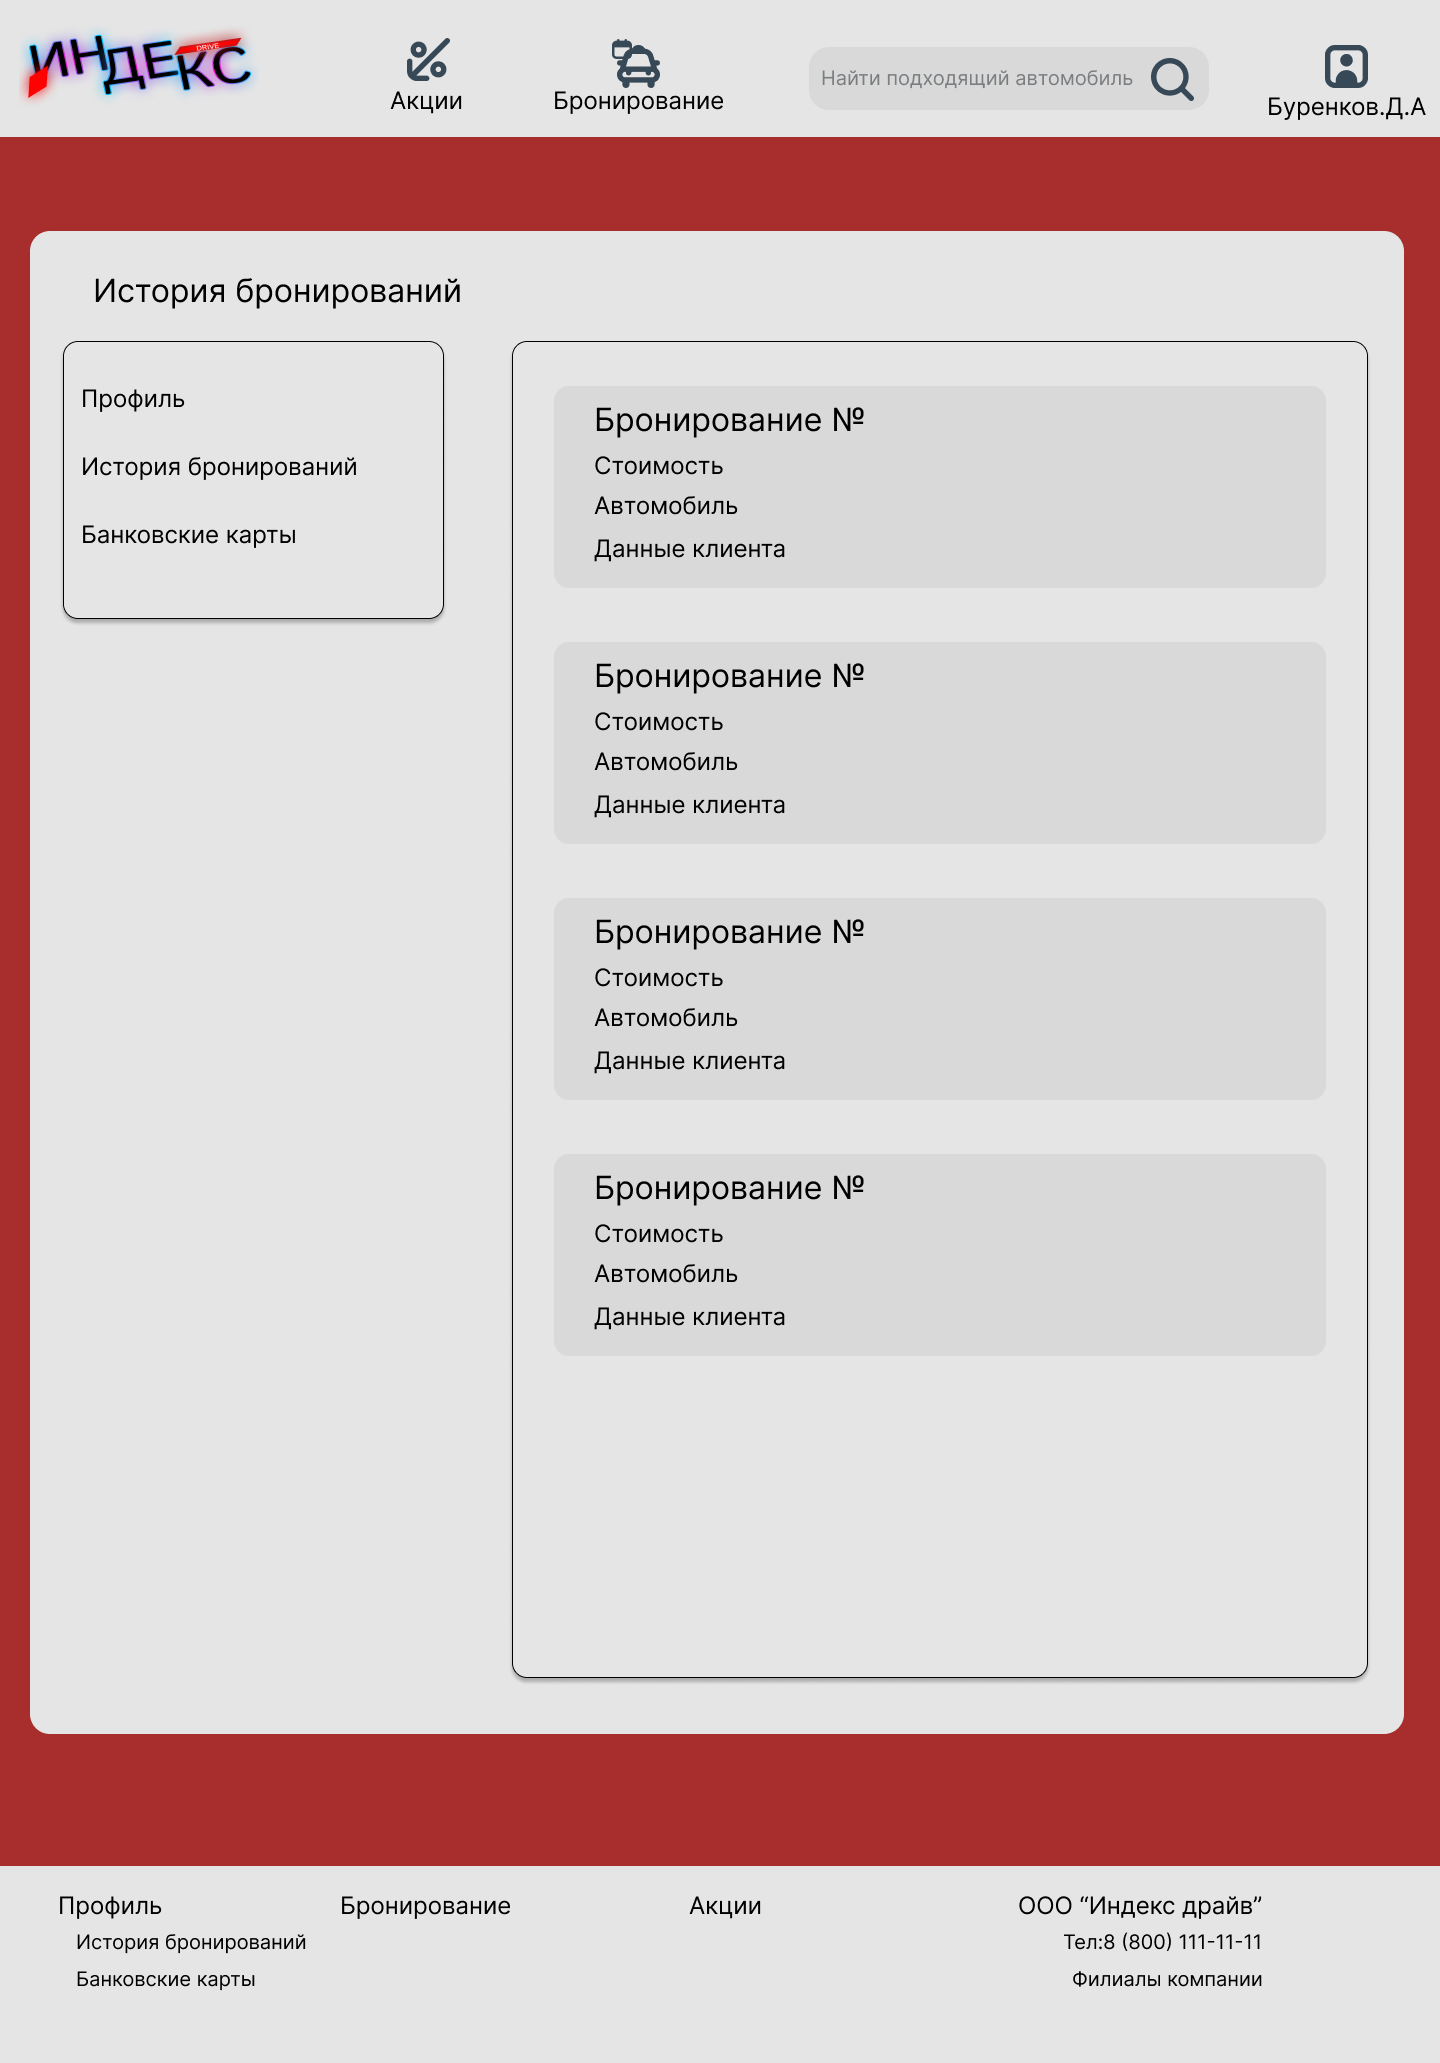 ИНДЕКС
DRIVE
Акции
Бронирование
Найти подходящий автомобиль
Буренков.Д.А
История бронирований
Профиль
История бронирований
Банковские карты
Бронирование №
Стоимость
Автомобиль
Данные клиента
Бронирование №
Стоимость
Автомобиль
Данные клиента
Бронирование №
Стоимость
Автомобиль
Данные клиента
Бронирование №
Стоимость
Автомобиль
Данные клиента
Профиль
История бронирований
Банковские карты
Бронирование
Акции
ООО “Индекс драйв”
Тел:8 (800) 111-11-11
Филиалы компании